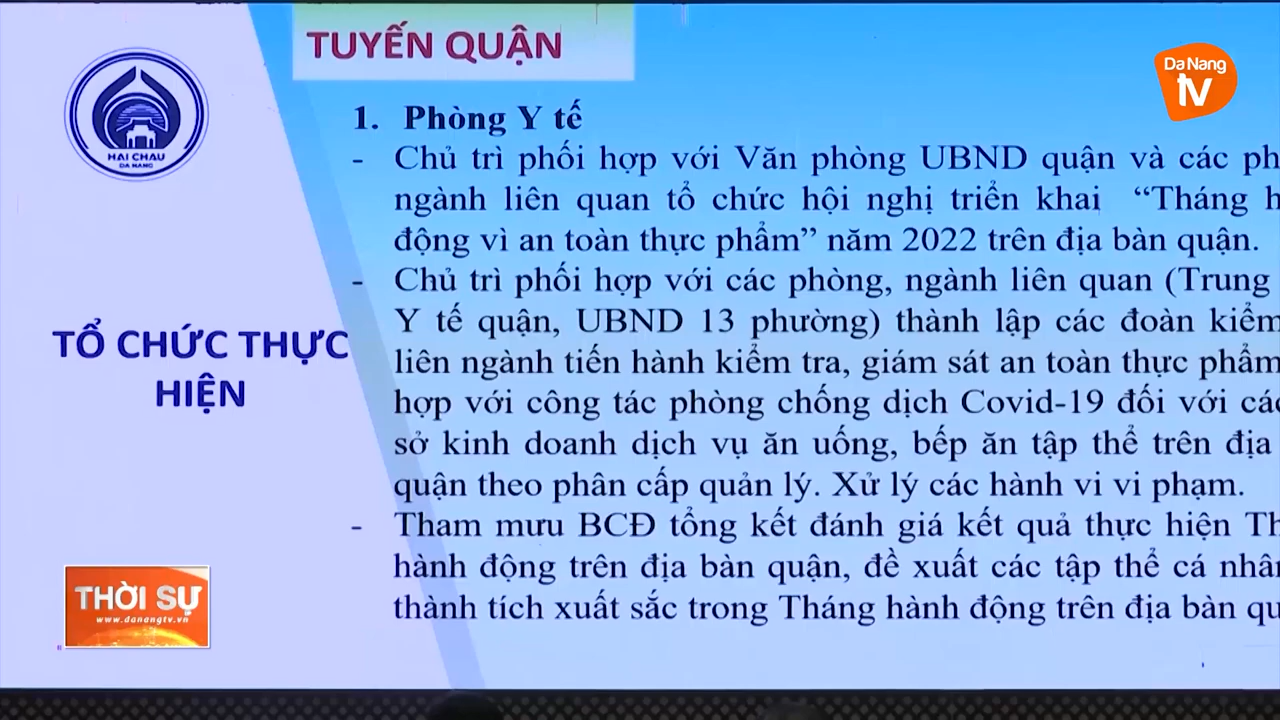 TUYẾN QUẬN
Da Nang
tv
HAI CHAU
DA NANG
1. Phòng Y tế
- Chủ trì phối hợp với Văn phòng UBND quận và các
ngành liên quan tổ chức hội nghị triển khai “Tháng
động vì an toàn thực phẩm” năm 2022 trên địa bàn quận.
- Chủ trì phối hợp với các phòng, ngành liên quan (Trung
Y tế quận, UBND 13 phường) thành lập các đoàn kiểm
liên ngành tiến hành kiểm tra, giám sát an toàn thực phẩm
hợp với công tác phòng chống dịch Covid-19 đối với các
sở kinh doanh dịch vụ ăn uống, bếp ăn tập thể trên địa
quận theo phân cấp quản lý. Xử lý các hành vi vi phạm.
- Tham mưu BCĐ tổng kết đánh giá kết quả thực hiện
hành động trên địa bàn quận, đề xuất các tập thể cá nhân
thành tích xuất sắc trong Tháng hành động trên địa bàn
TỔ CHỨC THỰC
HIỆN
THỜI SỰ
www.danangtv.vn